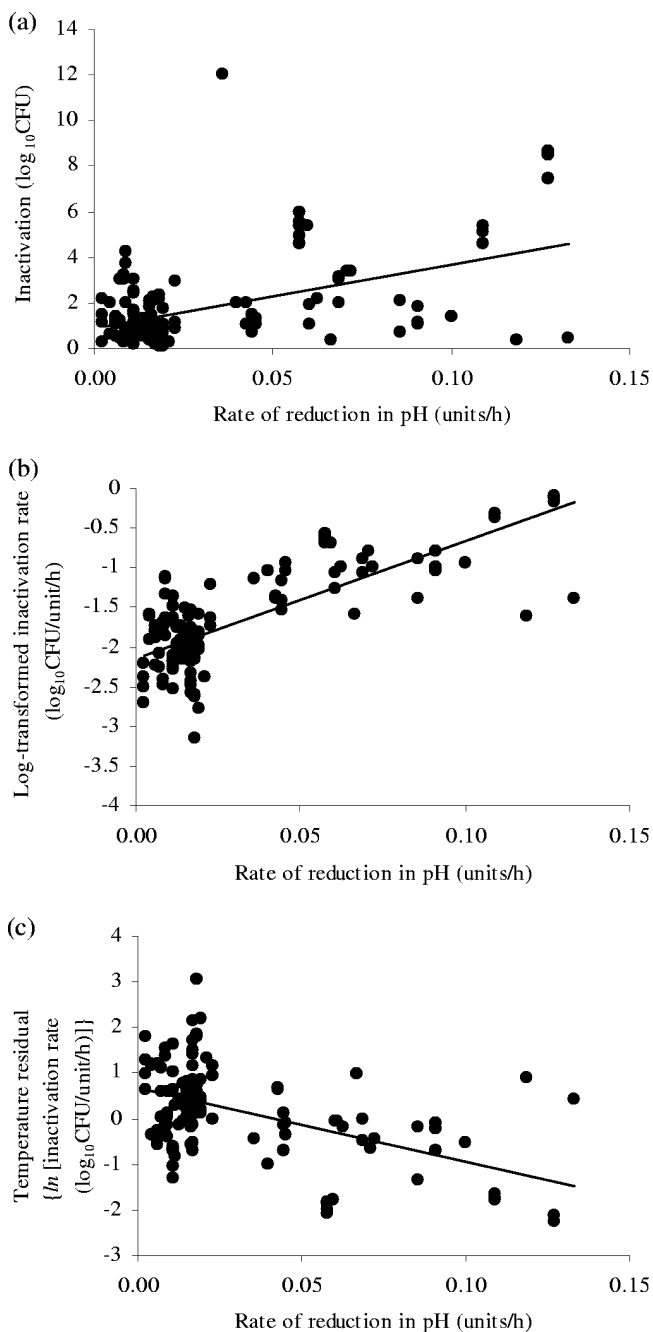 (a)
14
12
10
8
6
4
2
0
Inactivation (log10CFU)
0.00 0.05 0.10 0.15
Rate of reduction in pH (units/h)
(b)
0
-0.5
-1
-1.5
-2
-2.5
-3
-3.5
-4
Log-transformed inactivation rate
(log10CFU/unit/h)
0.00 0.05 0.10 0.15
Rate of reduction in pH (units/h)
(c)
4
3
2
1
0
-1
-2
-3
Temperature residual
{ln [inactivation rate
(log10CFU/unit/h)]}
0.00 0.05 0.10 0.15
Rate of reduction in pH (units/h)